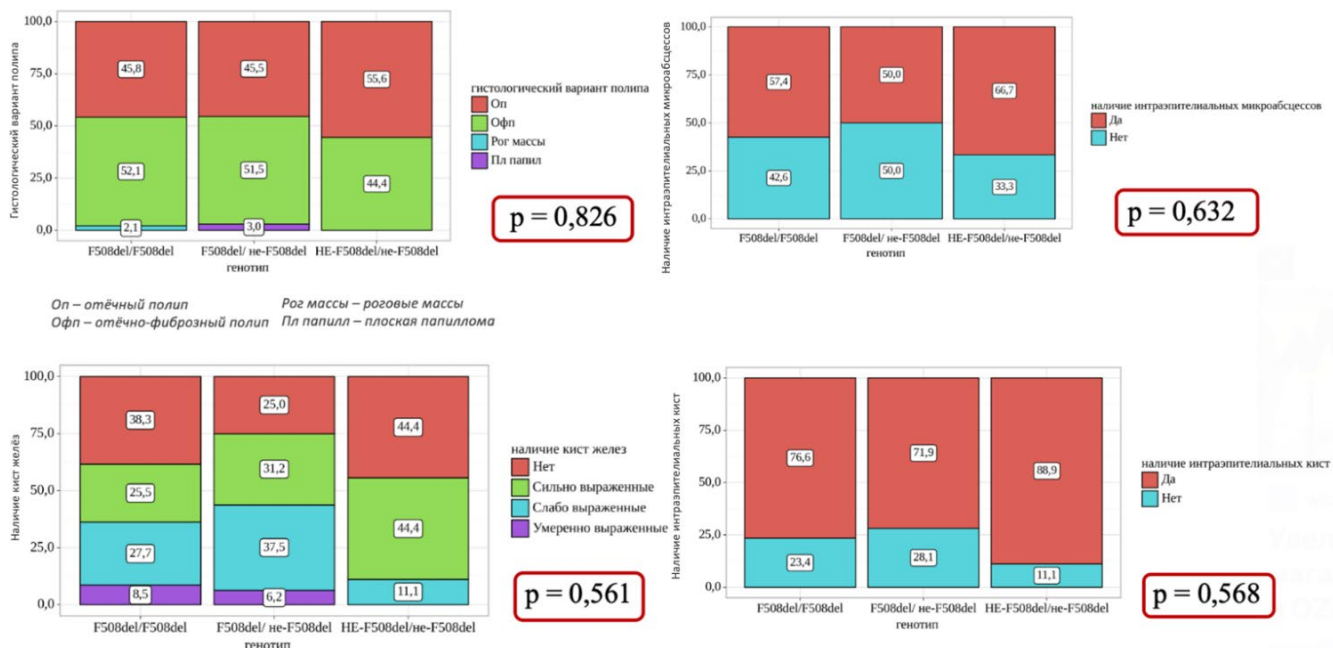 Гистологический вариант полипа
100,0
75,0
50,0
25,0
0,0
45,8
52,1
2,1
45,5
51,5
3,0
55,6
44,4
F508del/F508del
F508del/ не-F508del
НЕ-F508del/не-F508del
генотип
гистологический вариант полипа
Оп
Офп
Рог массы
Пл папил
p = 0,826
Наличие интраэпителиальных микроабсцессов
100,0
75,0
50,0
25,0
0,0
57,4
42,6
50,0
50,0
66,7
33,3
F508del/F508del
F508del/ не-F508del
НЕ-F508del/не-F508del
генотип
наличие интраэпителиальных микроабсцессов
Да
Нет
p = 0,632
Оп – отёчный полип
Рог массы – роговые массы
Офп – отёчно-фиброзный полип
Пл папилл – плоская папиллома
Наличие кист желёз
100,0
75,0
50,0
25,0
0,0
38,3
25,5
27,7
8,5
25,0
31,2
37,5
6,2
44,4
44,4
11,1
F508del/F508del
F508del/ не-F508del
НЕ-F508del/не-F508del
генотип
наличие кист желез
Нет
Сильно выраженные
Слабо выраженные
Умеренно выраженные
p = 0,561
Наличие интраэпителиальных кист
100,0
75,0
50,0
25,0
0,0
76,6
23,4
71,9
28,1
88,9
11,1
F508del/F508del
F508del/ не-F508del
НЕ-F508del/не-F508del
генотип
наличие интраэпителиальных кист
Да
Нет
p = 0,568